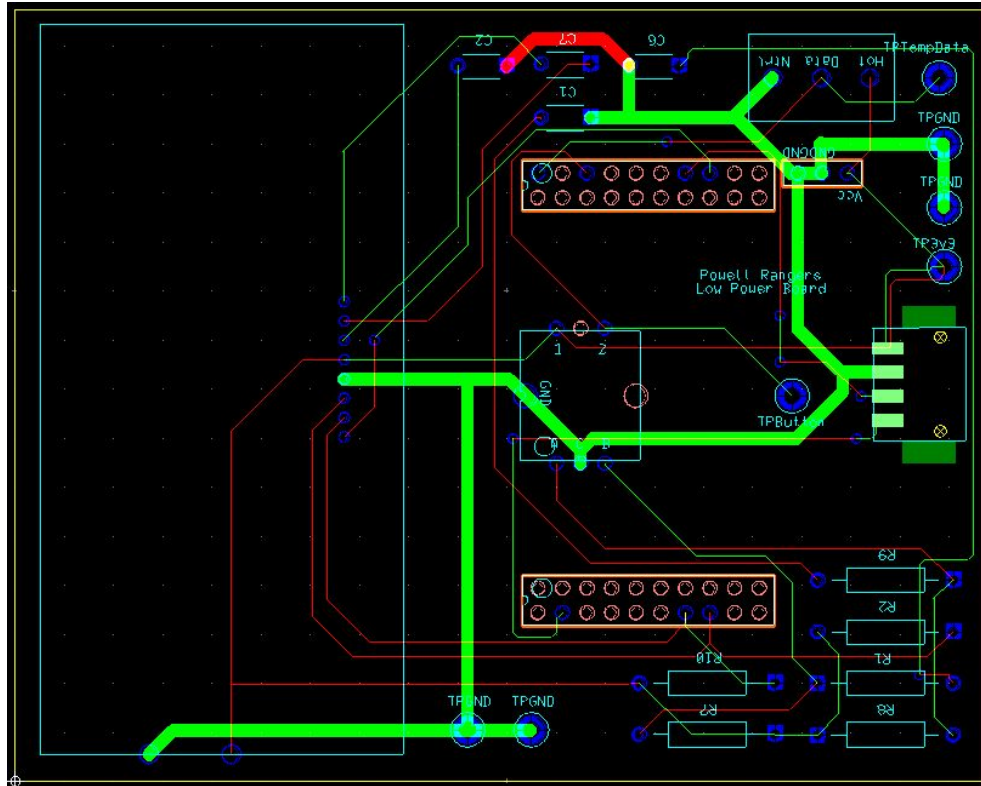 C2
C7
C6
TPTempData
Ntrl
Data
Hot
C1
TPGND
GNDGND
Vcc
TPGND
TP3v3
Powell Rangers
Low Power Board
1
2
GND
TPButton
A
B
R9
R2
R10
R1
TPGND
TPGND
R7
R8